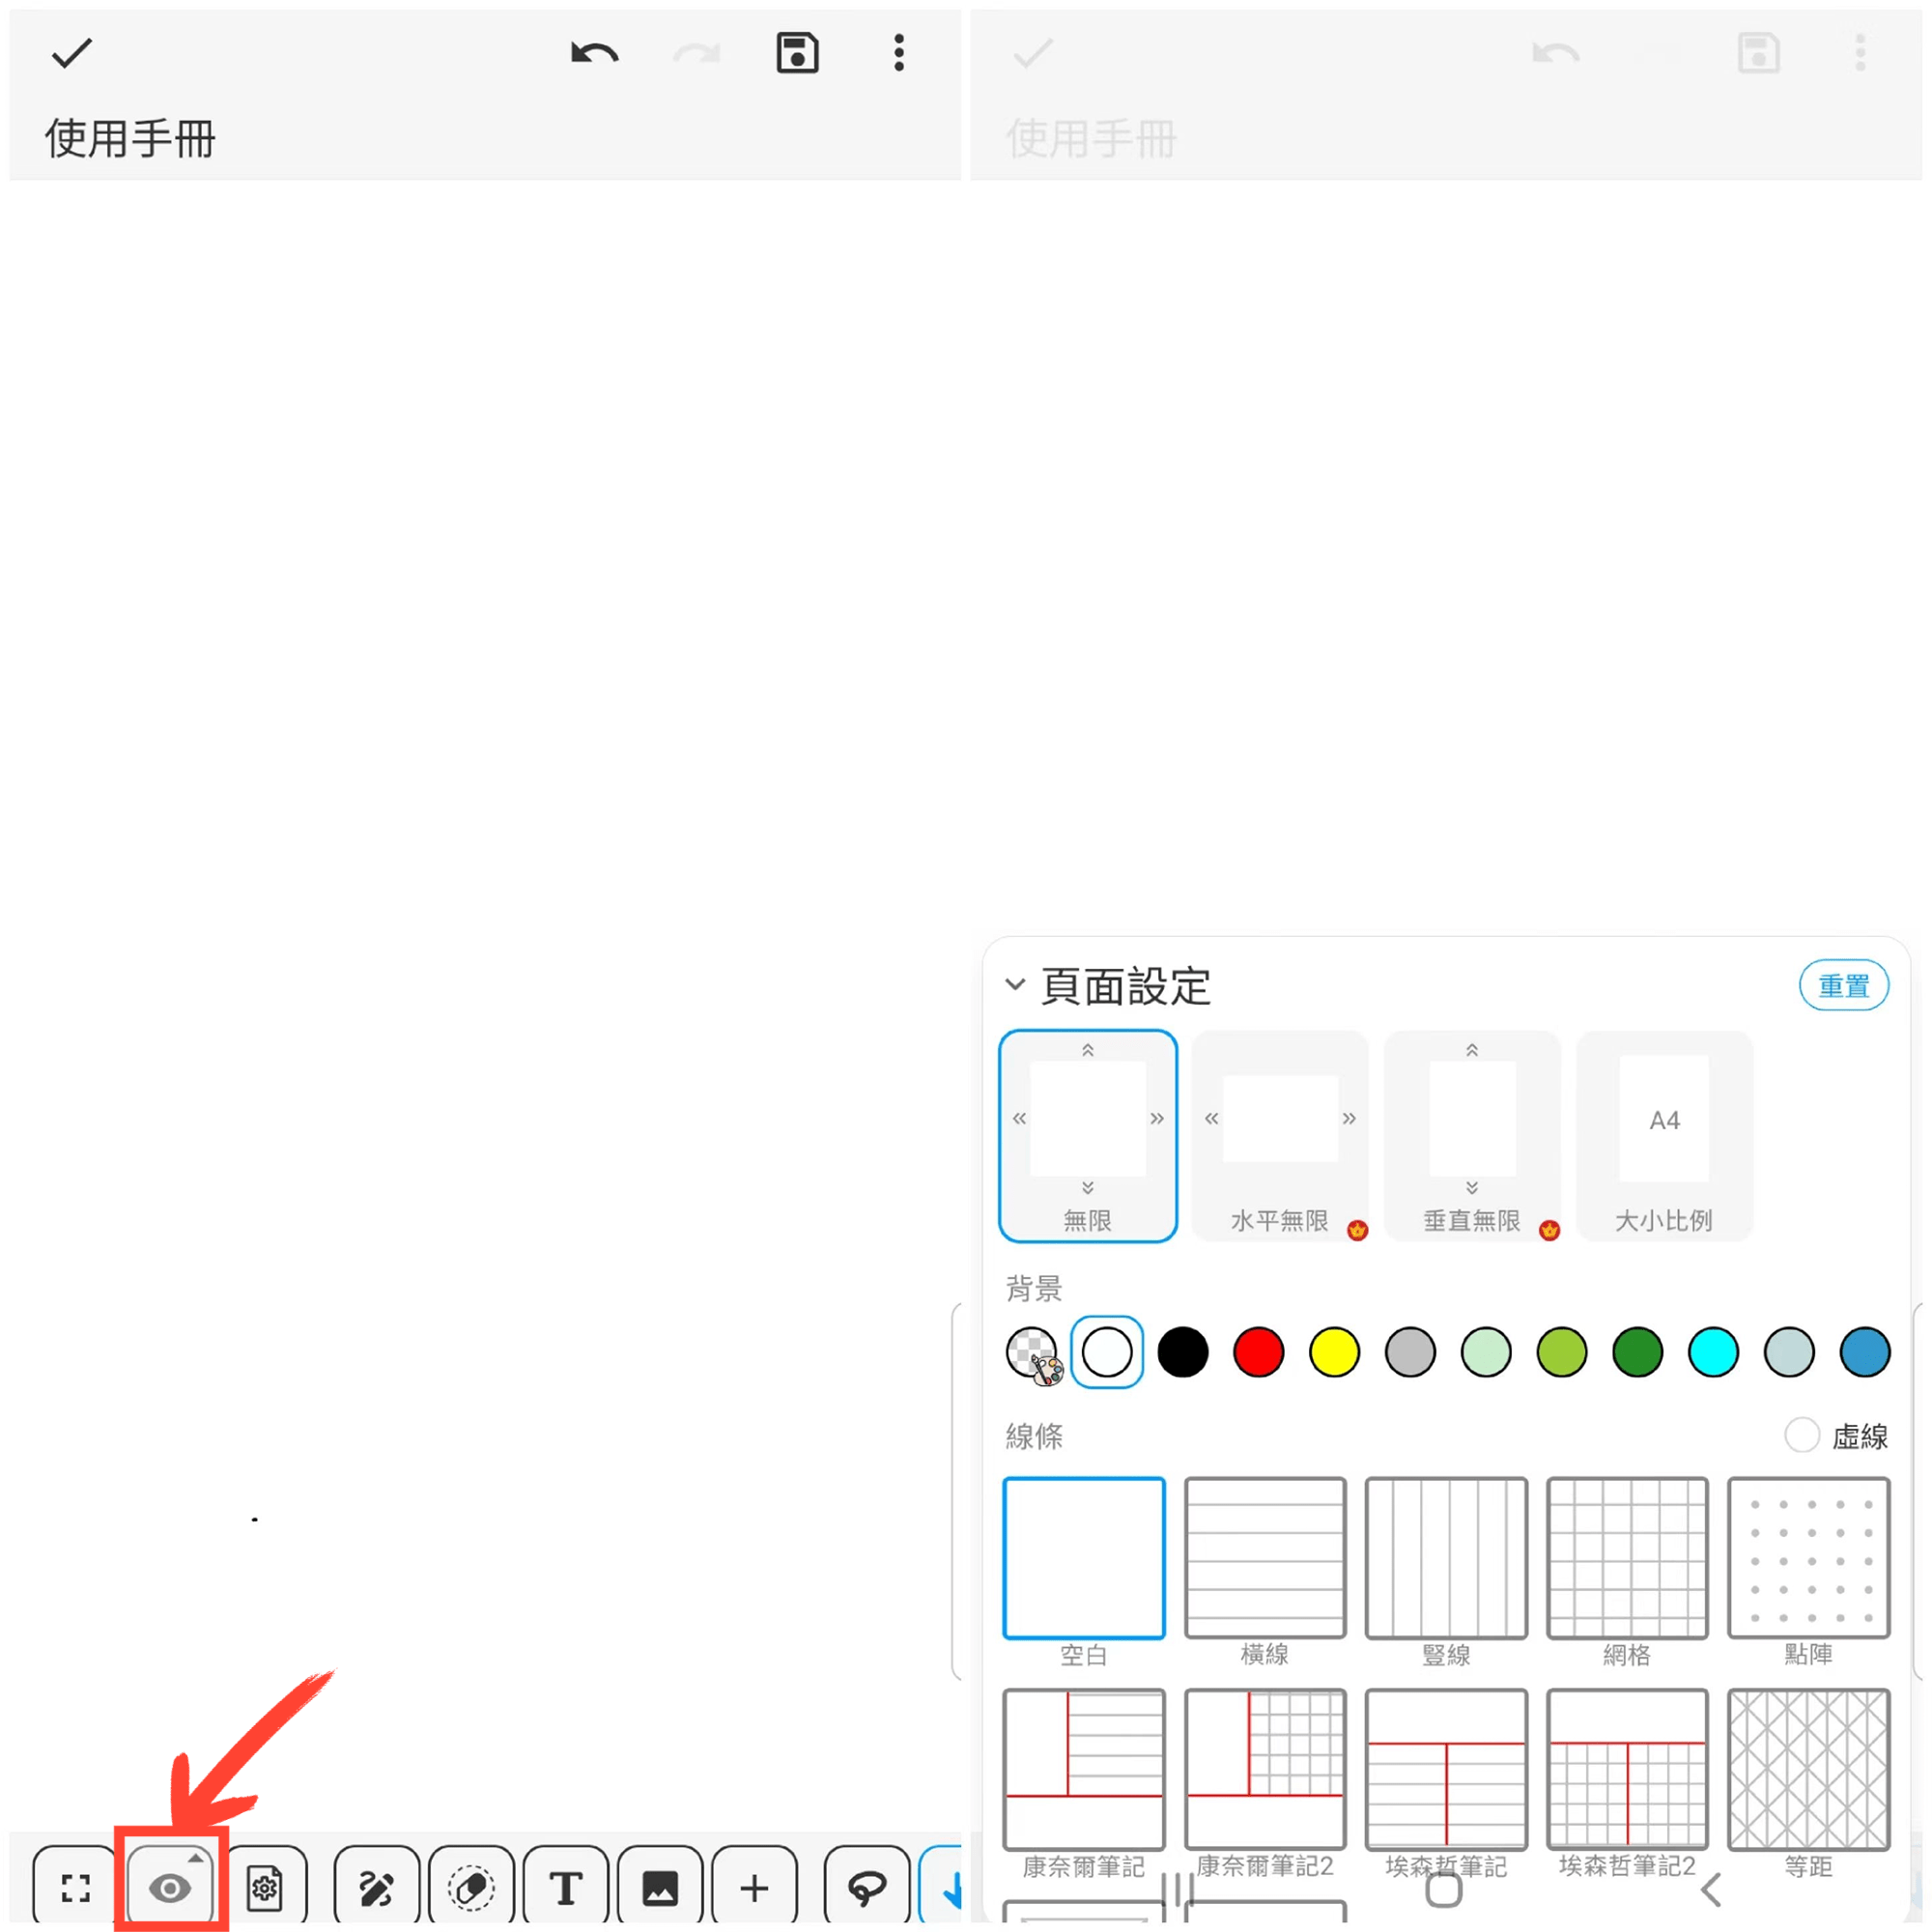 使用手冊
T
使用手冊
頁面設定
重置
A4
無限
水平無限
垂直無限
大小比例
背景
線條
虛線
空白
橫線
豎線
網格
點陣
康奈爾筆記
康奈爾筆記2
埃森哲筆記
埃森哲筆記2
等距